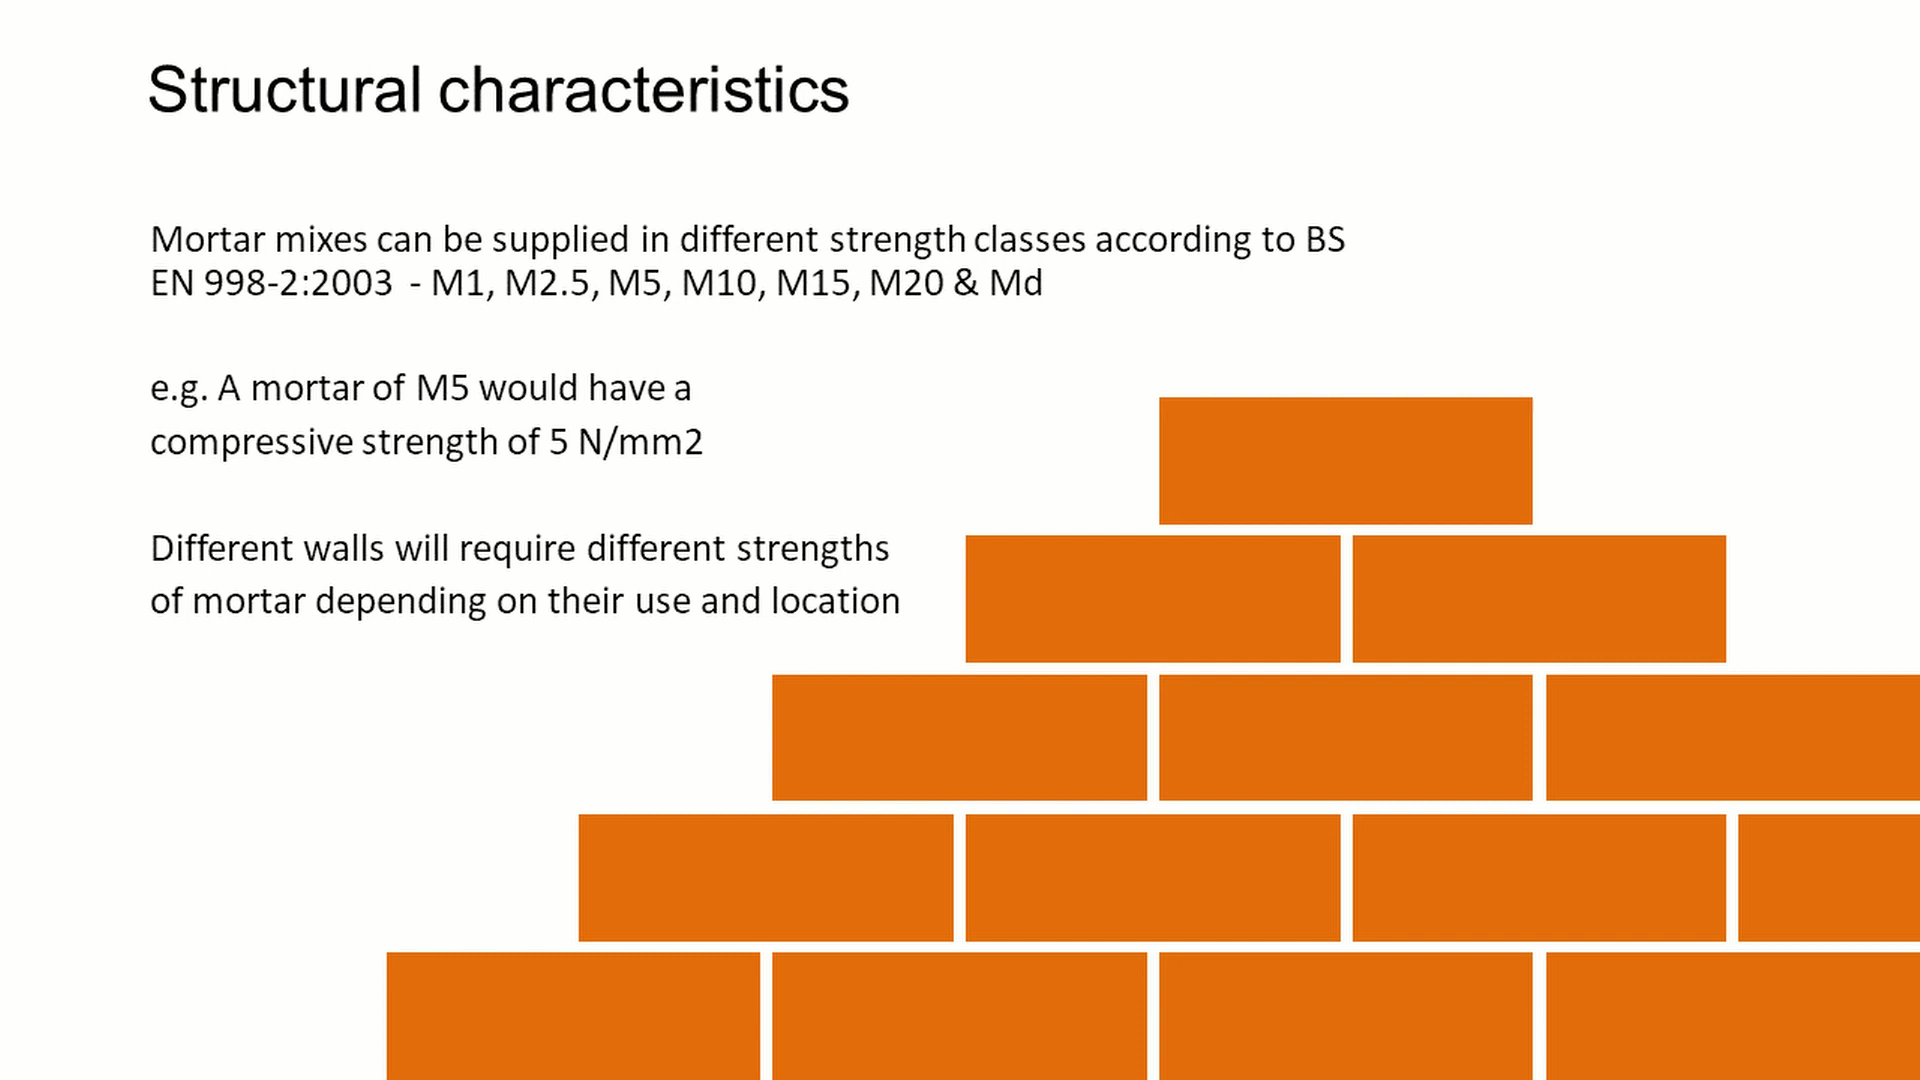 Structural characteristics
Mortar mixes can be supplied in different strength classes according to BS
EN 998-2:2003 - M1, M2.5, M5, M10, M15, M20 & Md
e.g. A mortar of M5 would have a
compressive strength of 5 N/mm2
Different walls will require different strengths
of mortar depending on their use and location